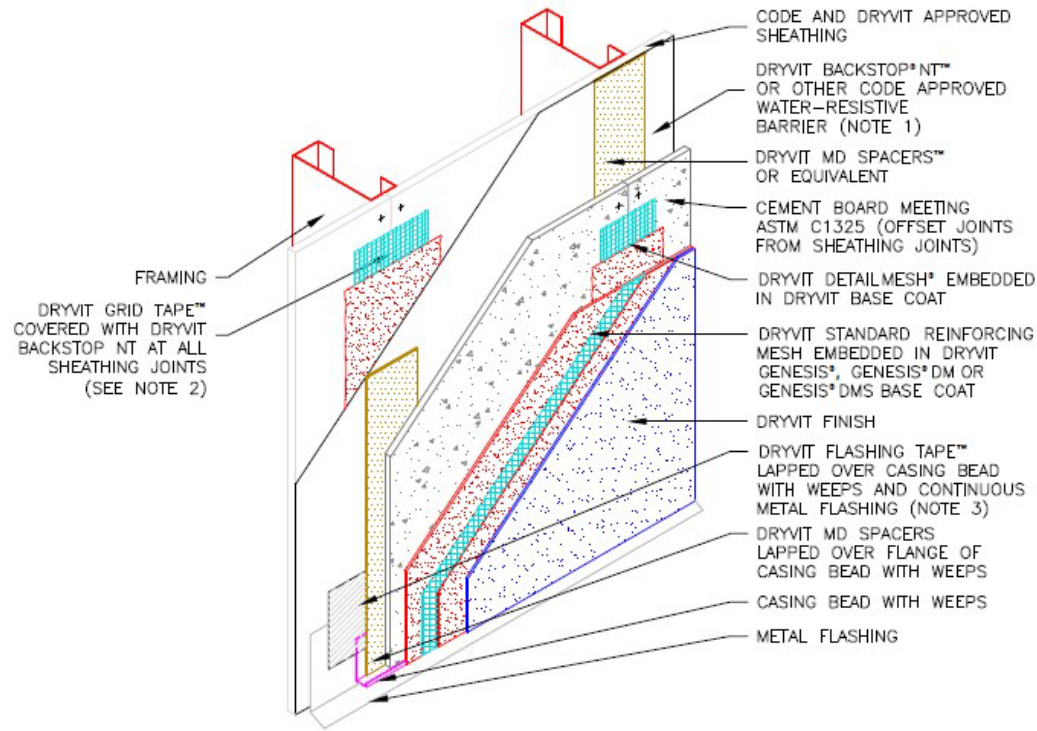 CODE AND DRYVIT APPROVED
SHEATHING
DRYVIT BACKSTOP® NT™
OR OTHER CODE APPROVED
WATER-RESISTIVE
BARRIER (NOTE 1)
DRYVIT MD SPACERS™
OR EQUIVALENT
CEMENT BOARD MEETING
ASTM C1325 (OFFSET JOINTS
FROM SHEATHING JOINTS)
DRYVIT DETAILMESH® EMBEDDED
IN DRYVIT BASE COAT
DRYVIT STANDARD REINFORCING
MESH EMBEDDED IN DRYVIT
GENESIS®, GENESIS® DM OR
GENESIS® DMS BASE COAT
DRYVIT FINISH
DRYVIT FLASHING TAPE™
LAPPED OVER CASING BEAD
WITH WEEPS AND CONTINUOUS
METAL FLASHING (NOTE 3)
DRYVIT MD SPACERS
LAPPED OVER FLANGE OF
CASING BEAD WITH WEEPS
CASING BEAD WITH WEEPS
METAL FLASHING
FRAMING
DRYVIT GRID TAPE™
COVERED WITH DRYVIT
BACKSTOP NT AT ALL
SHEATHING JOINTS
(SEE NOTE 2)